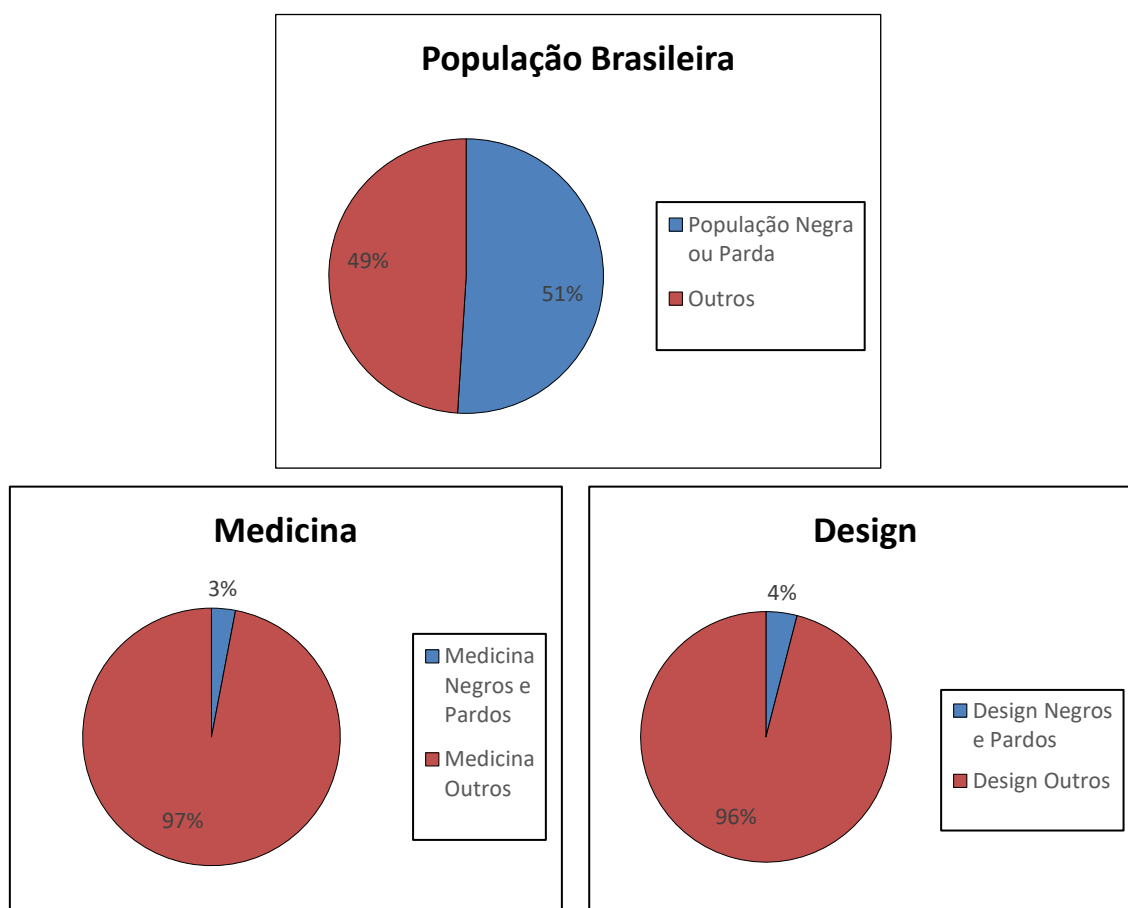 População Brasileira
49%
51%
População Negra
ou Parda
Outros
Medicina
3%
97%
Medicina
Negros e
Pardos
Medicina
Outros
Design
4%
96%
Design Negros
e Pardos
Design Outros